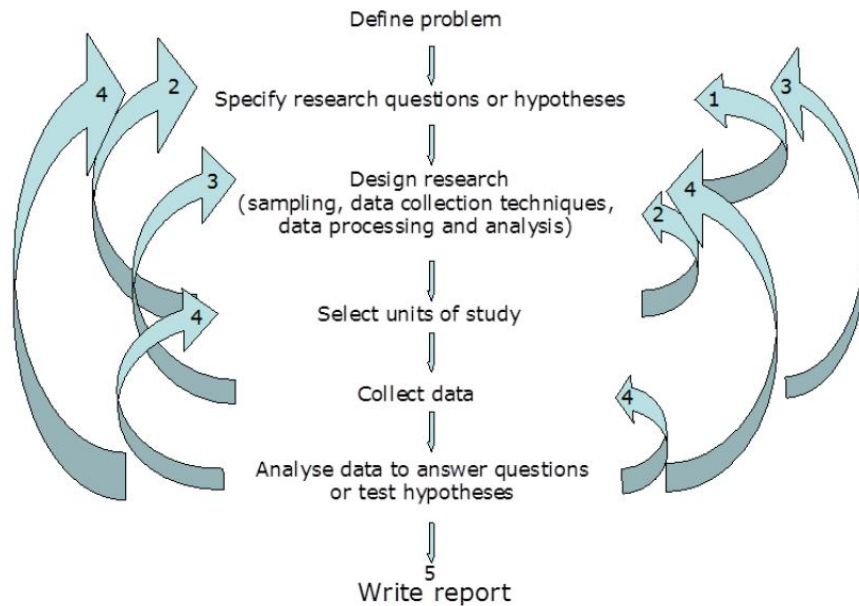 Define problem
4
2
Specify research questions or hypotheses
1
3
3
Design research
(sampling, data collection techniques,
data processing and analysis)
2
4
4
Select units of study
Collect data
4
Analyse data to answer questions
or test hypotheses
5
Write report